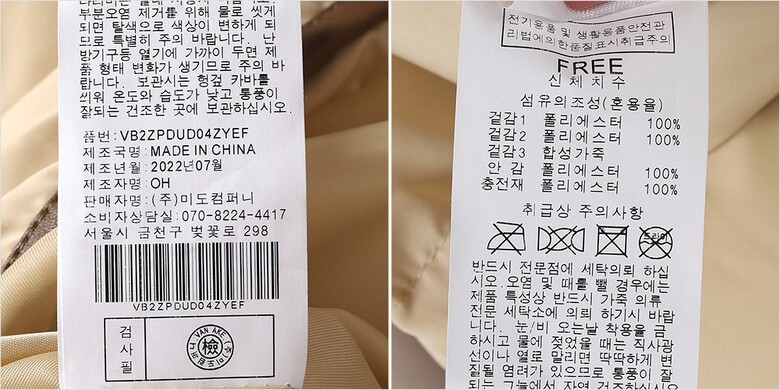 부분오염 제거를 위해 물로 씻게
되면 탈색으로 색상이 변하게 되
므로 특별히 주의 바랍니다. 난
방기구등 열기에 가까이 두면 제
품 형태 변화가 생기므로 주의 바
랍니다. 보관시는 헝겊 카바를
씌워 온도와 습도가 낮고 통풍이
잘되는 건조한 곳에 보관하십시오.
품번: VB2ZPDUD04ZYEF
제조국명: MADE IN CHINA
제조년월: 2022년07월
제조자명: OH
판매자명: (주)미도컴퍼니
소비자상담실: 070-8224-4417
서울시 금천구 벚꽃로 298
VB2ZPDUD04ZYEF
검사필
VAN AKE
檢
전기용품 및 생활용품안전관
리법에의한품질표시취급주의
FREE
신체치수
섬유의조성(혼용율)
겉감1 폴리에스터 100%
겉감2 폴리에스터 100%
겉감3 합성가죽
안 감 폴리에스터 100%
충전재 폴리에스터 100%
취급상 주의사항
드라이
반드시 전문점에 세탁의뢰 하십
시오. 오염 및 때를 뺄 경우에는
제품 특성상 반드시 가죽 의류
전문 세탁소에 의뢰 하기시 바랍
니다. 눈/비 오는날 착용을 금
하시고 물에 젖었을 때는 직사광
선이나 열로 말리면 딱딱하게 변
질될 염려가 있으므로 통풍이 잘
되는 그늘에서 자연 건조하십시오